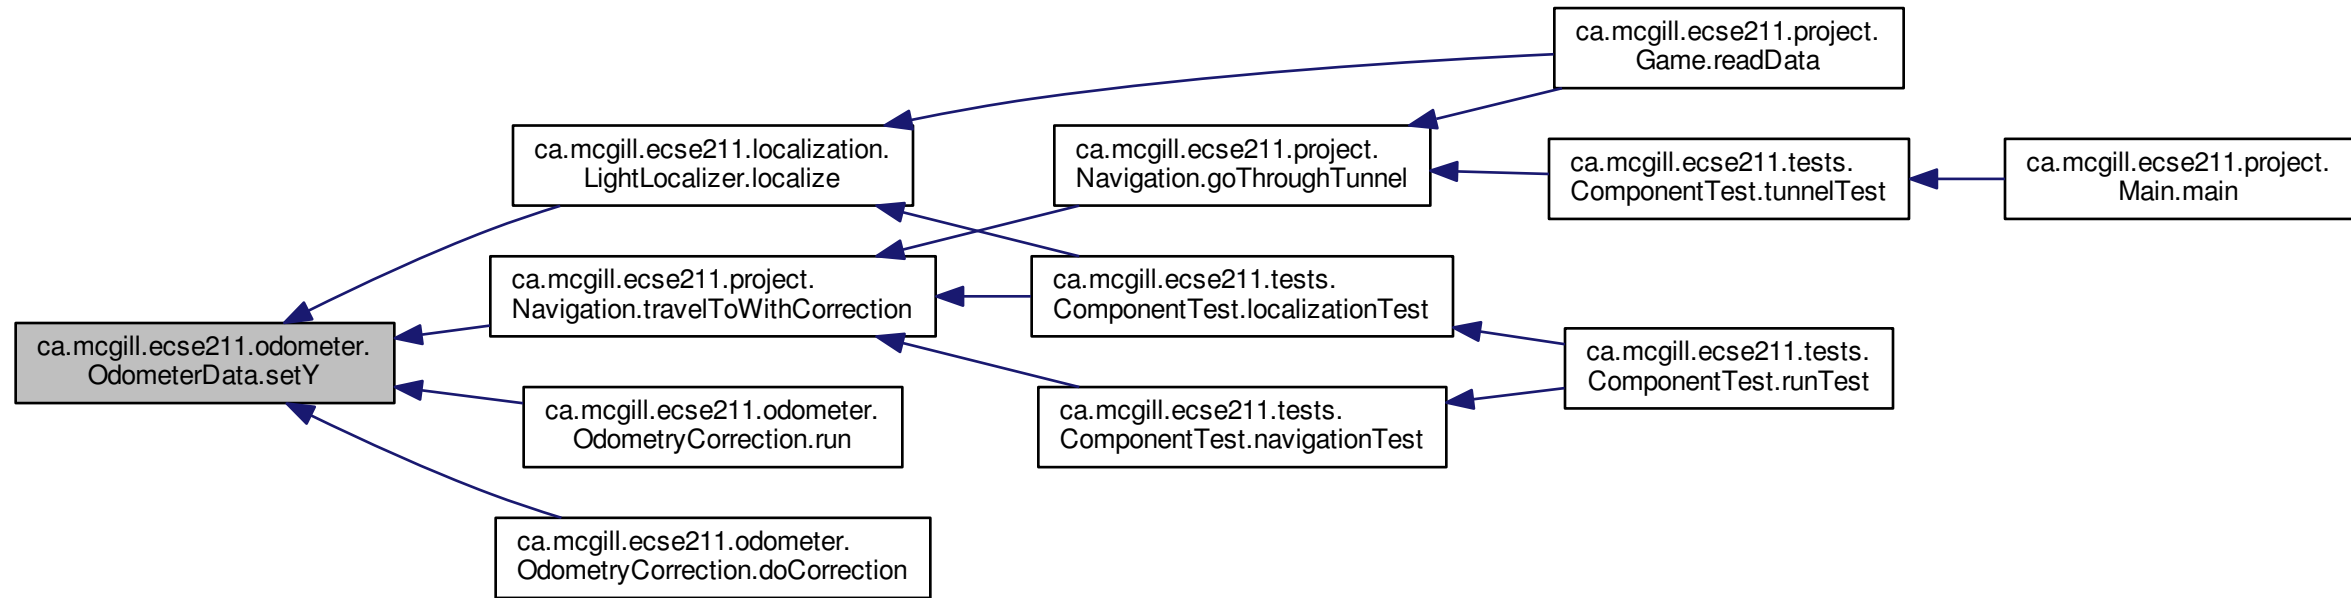 ca.mcgill.ecse211.project.
Game.readData
ca.mcgill.ecse211.localization.
LightLocalizer.localize
ca.mcgill.ecse211.project.
Navigation.goThroughTunnel
ca.mcgill.ecse211.tests.
ComponentTest.tunnelTest
ca.mcgill.ecse211.project.
Main.main
ca.mcgill.ecse211.project.
Navigation.travelToWithCorrection
ca.mcgill.ecse211.tests.
ComponentTest.localizationTest
ca.mcgill.ecse211.odometer.
OdometerData.setY
ca.mcgill.ecse211.tests.
ComponentTest.runTest
ca.mcgill.ecse211.odometer.
OdometryCorrection.run
ca.mcgill.ecse211.tests.
ComponentTest.navigationTest
ca.mcgill.ecse211.odometer.
OdometryCorrection.doCorrection